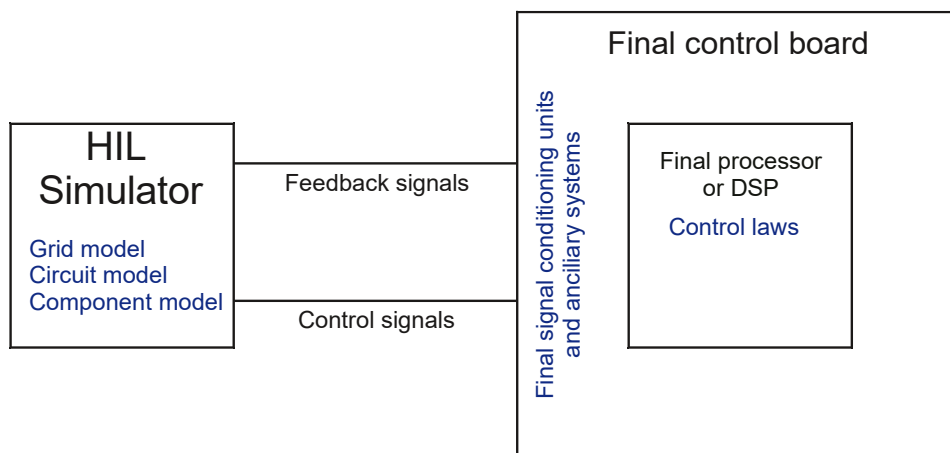 Final control board
HIL
Simulator
Grid model
Circuit model
Component model
Feedback signals
Control signals
Final signal conditioning units
and anciliary systems
Final processor
or DSP
Control laws